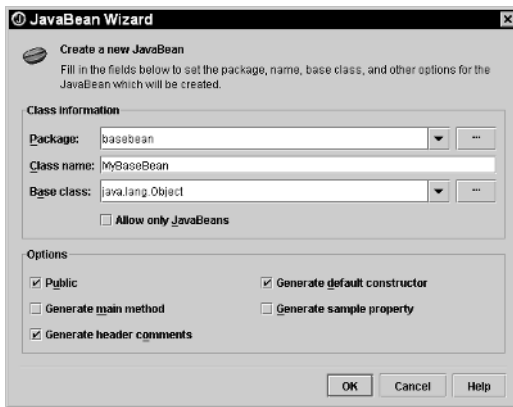 JavaBean Wizard
Create a new JavaBean
Fill in the fields below to set the package, name, base class, and other options for the
JavaBean which will be created.
Class information
Package: basebean ...
Class name: MyBaseBean
Base class: java.lang.Object ...
Allow only JavaBeans
Options
Public Generate default constructor
Generate main method Generate sample property
Generate header comments
OK Cancel Help